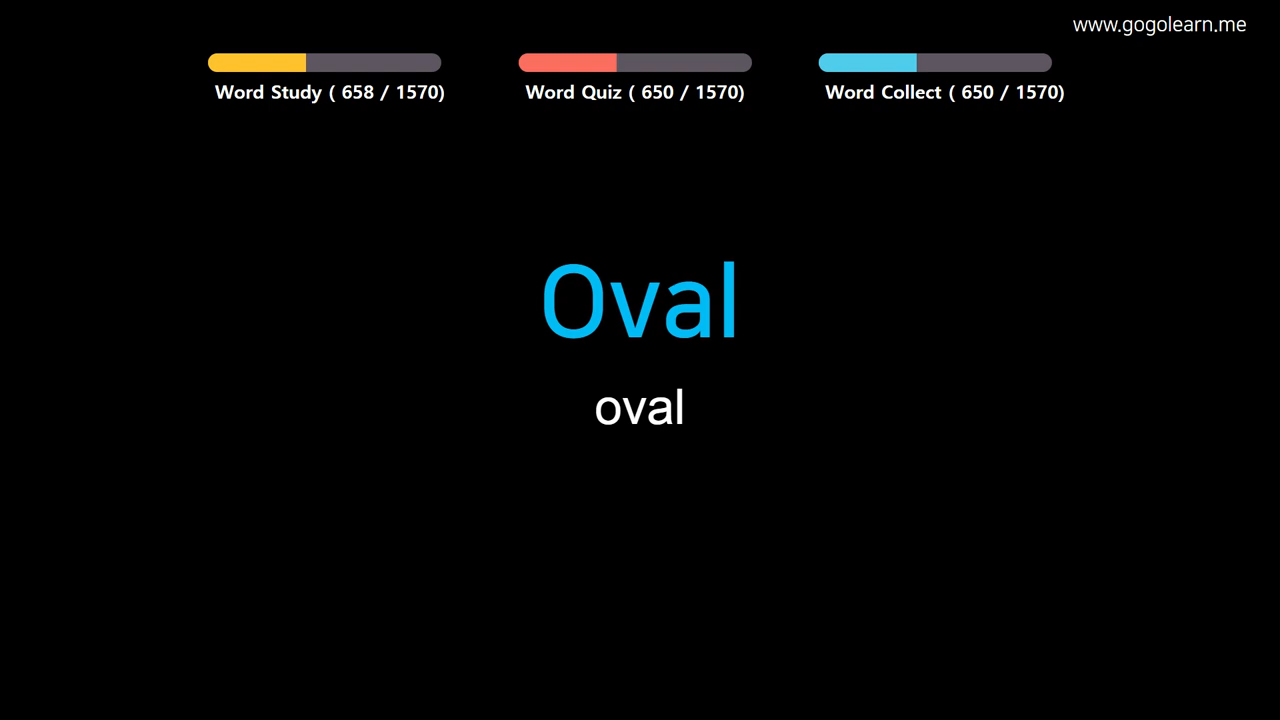 www.gogolearn.me
Word Study ( 658 / 1570)
Word Quiz ( 650 / 1570)
Word Collect ( 650 / 1570)
Oval
oval